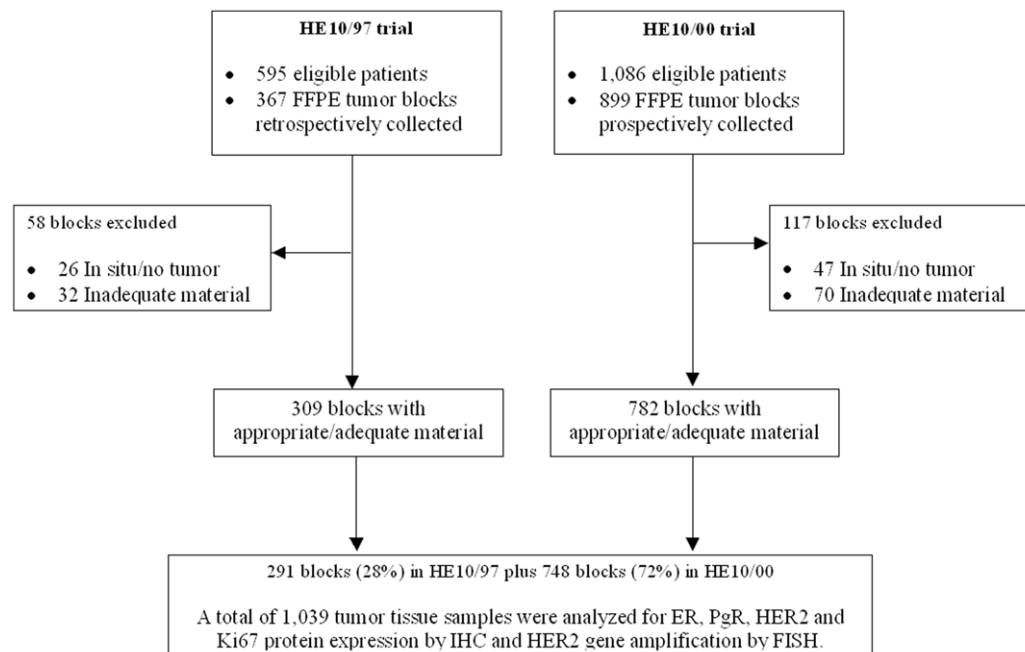 HE10/97 trial
• 595 eligible patients
• 367 FFPE tumor blocks
retrospectively collected
HE10/00 trial
• 1,086 eligible patients
• 899 FFPE tumor blocks
prospectively collected
58 blocks excluded
• 26 In situ/no tumor
• 32 Inadequate material
117 blocks excluded
• 47 In situ/no tumor
• 70 Inadequate material
309 blocks with
appropriate/adequate material
782 blocks with
appropriate/adequate material
291 blocks (28%) in HE10/97 plus 748 blocks (72%) in HE10/00
A total of 1,039 tumor tissue samples were analyzed for ER, PgR, HER2 and
Ki67 protein expression by IHC and HER2 gene amplification by FISH.